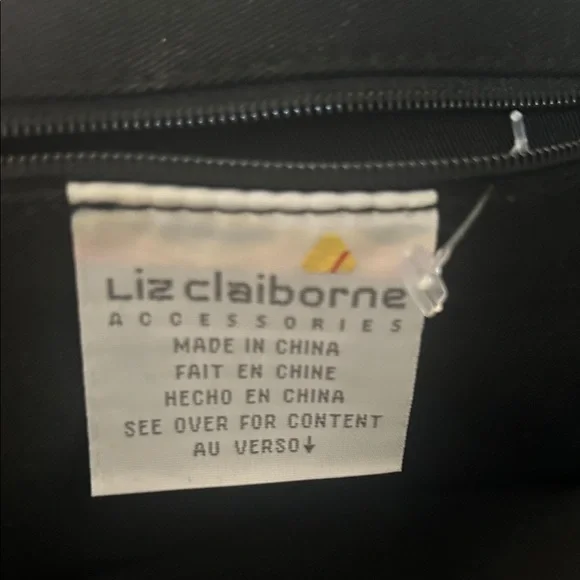 Liz claiborne
ACCESSORIES
MADE IN CHINA
FAIT EN CHINE
HECHO EN CHINA
SEE OVER FOR CONTENT
AU VERSO↓